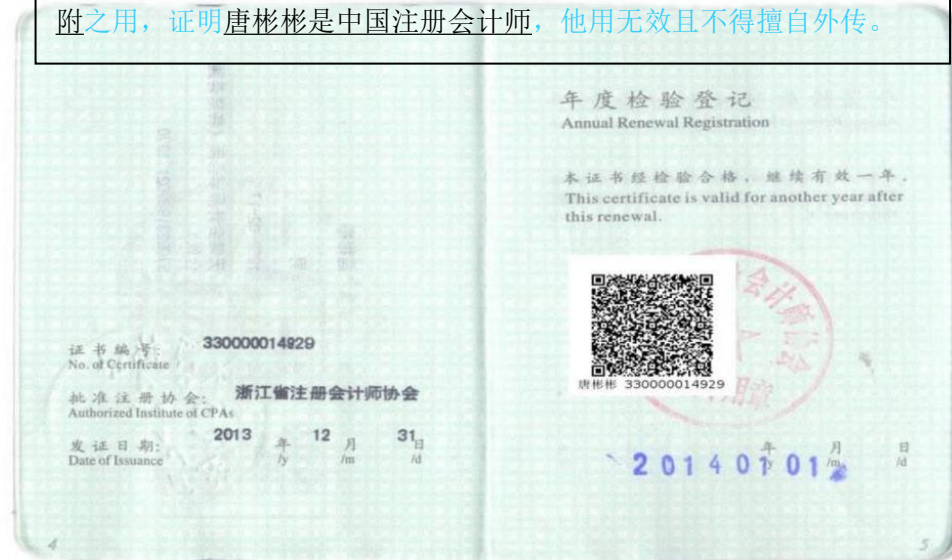 附之用，证明唐彬彬是中国注册会计师，他用无效且不得擅自外传。
证书编号：
330000014929
No. of Certificate
批准注册协会：
浙江省注册会计师协会
Authorized Institute of CPAs
发证日期：
2013 年 12 月 31日
Date of Issuance /y /m /d
4
年度检验登记
Annual Renewal Registration
本证书经检验合格，继续有效一年。
This certificate is valid for another year after
this renewal.
唐彬彬 330000014929
年 月 日
20140101
/y /m /d
5